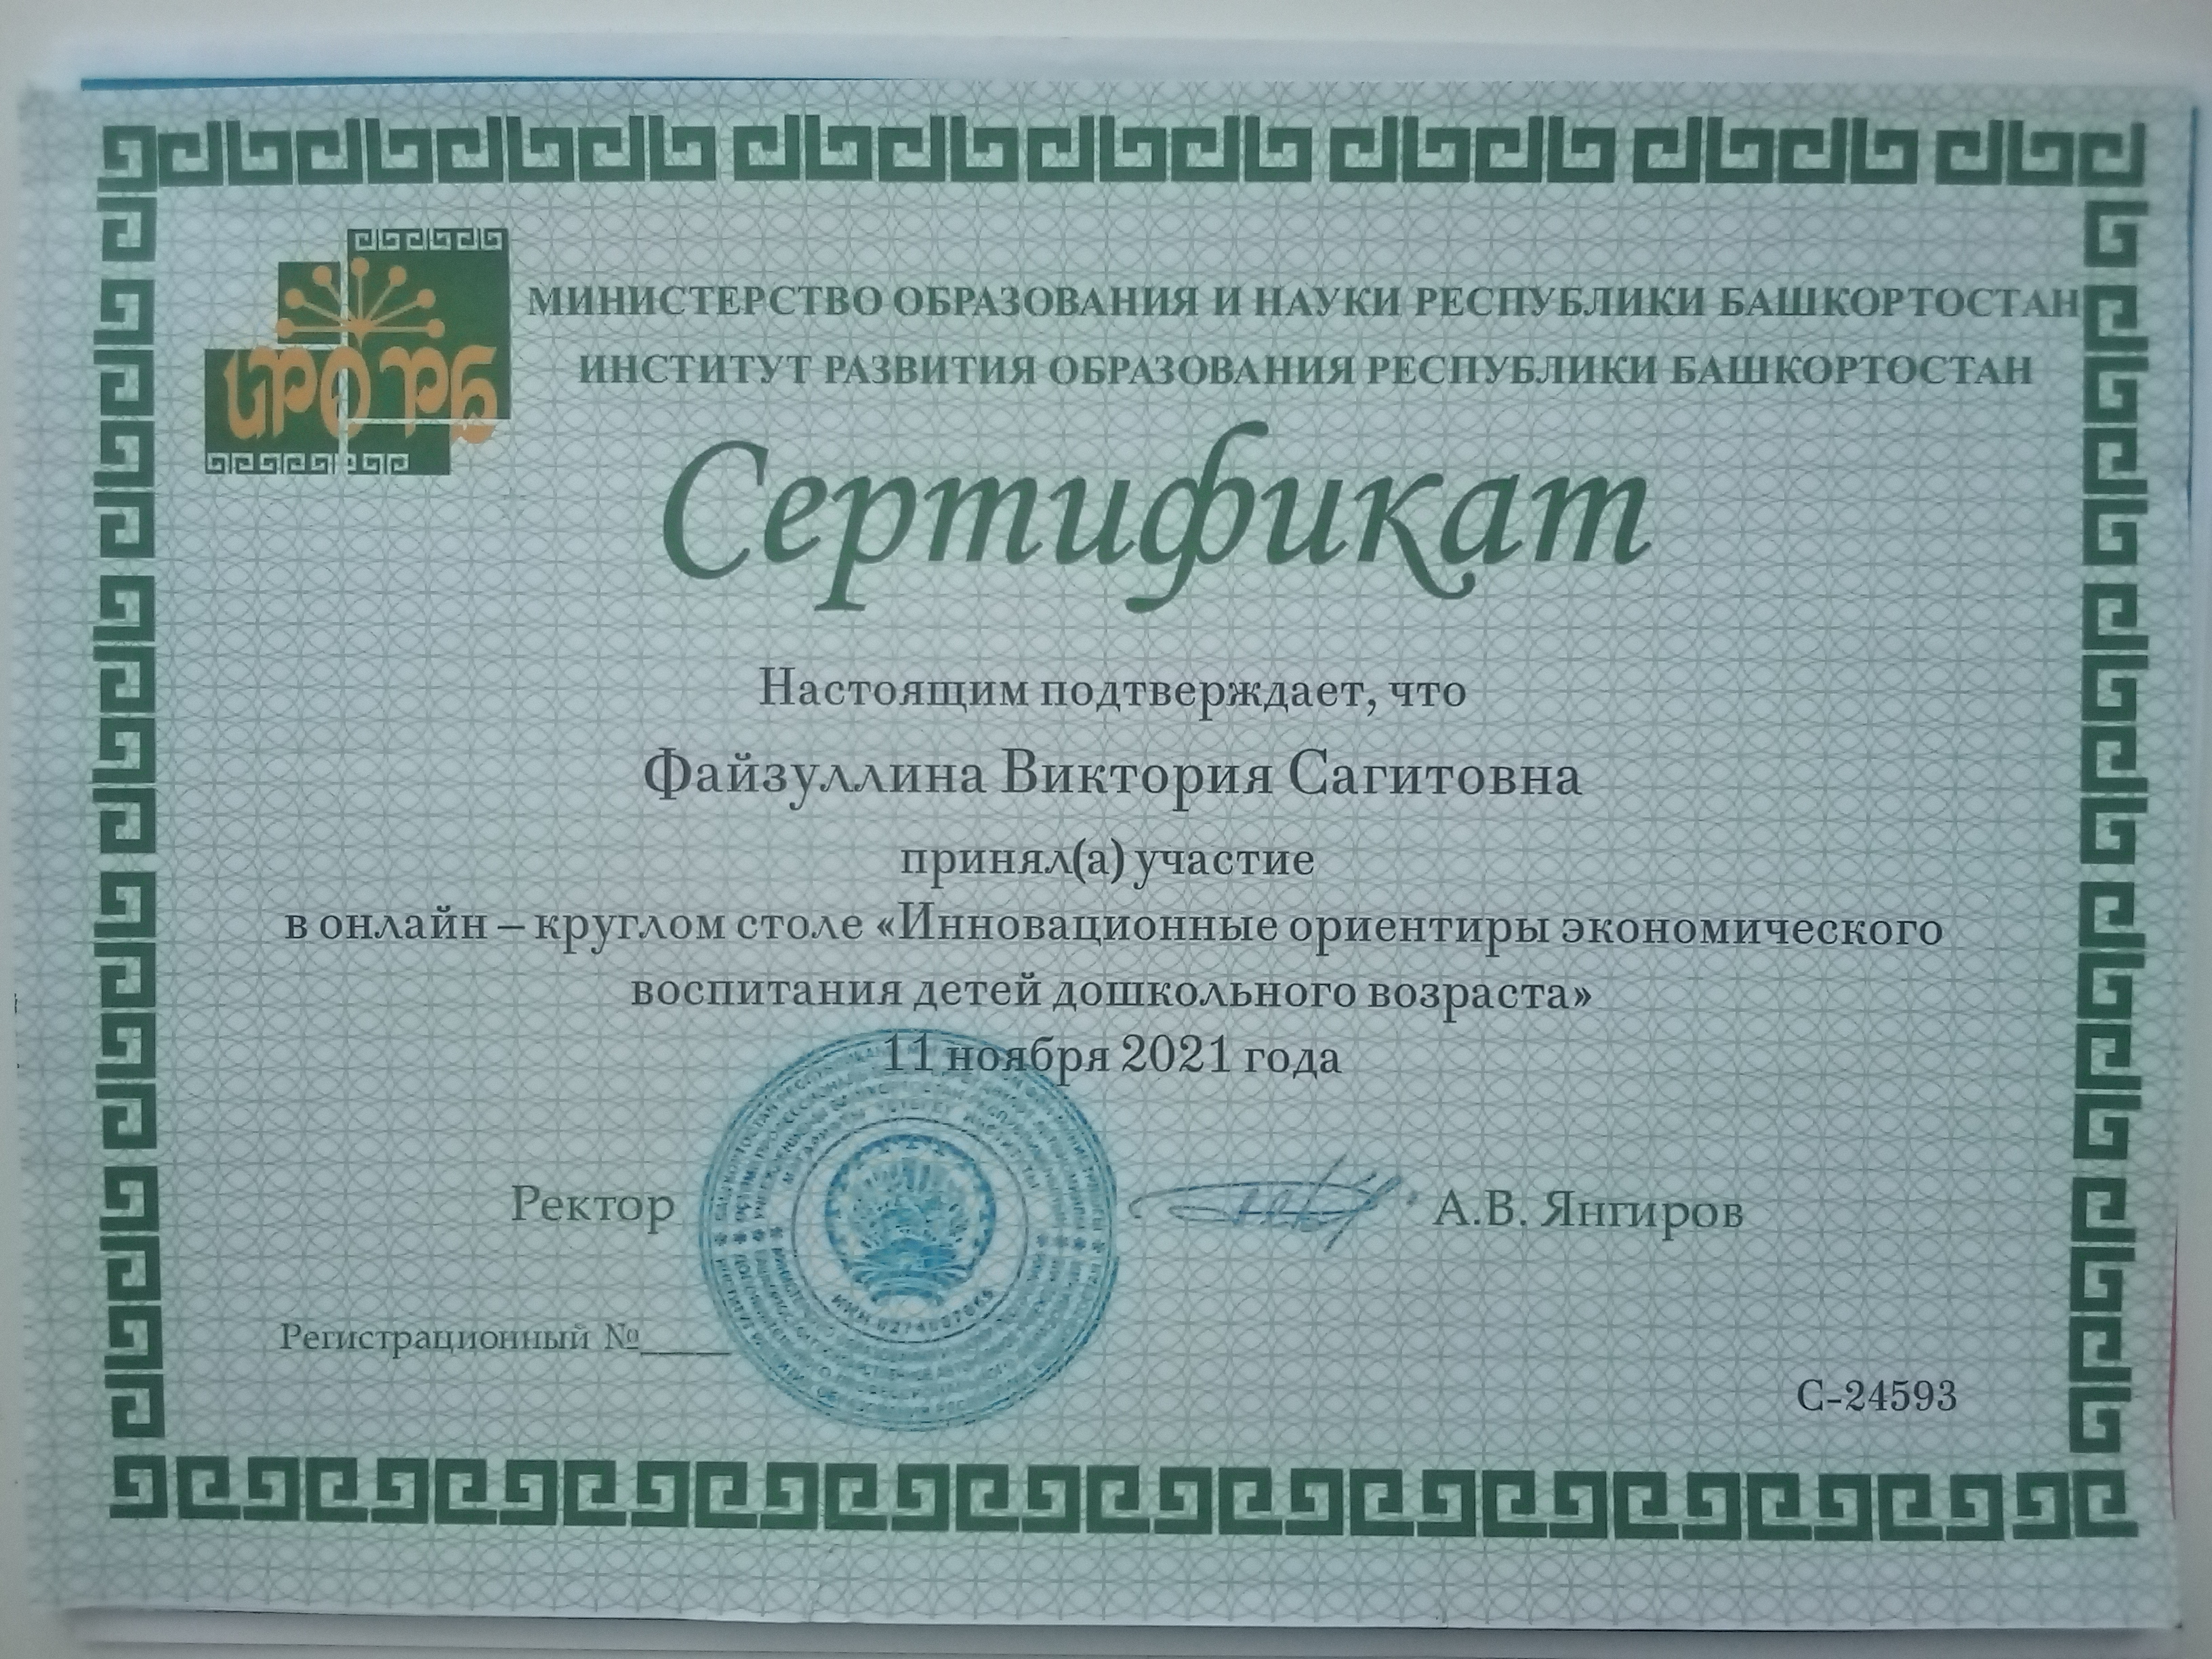 ИРО РБ
МИНИСТЕРСТВО ОБРАЗОВАНИЯ И НАУКИ РЕСПУБЛИКИ БАШКОРТОСТАН
ИНСТИТУТ РАЗВИТИЯ ОБРАЗОВАНИЯ РЕСПУБЛИКИ БАШКОРТОСТАН
Сертификат
Настоящим подтверждает, что
Файзуллина Виктория Сагитовна
принял(а) участие
в онлайн – круглом столе «Инновационные ориентиры экономического
воспитания детей дошкольного возраста»
11 ноября 2021 года
Ректор
А.В. Янгиров
ИНН
Регистрационный №_____
С-24593